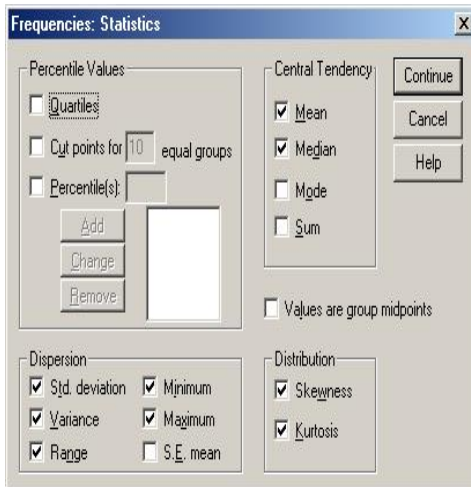 Frequencies: Statistics
Percentile Values
Quartiles
Cut points for 10 equal groups
Percentile(s):
Add
Change
Remove
Central Tendency
Mean
Median
Mode
Sum
Continue
Cancel
Help
Values are group midpoints
Dispersion
Std. deviation
Minimum
Variance
Maximum
Range
S.E. mean
Distribution
Skewness
Kurtosis